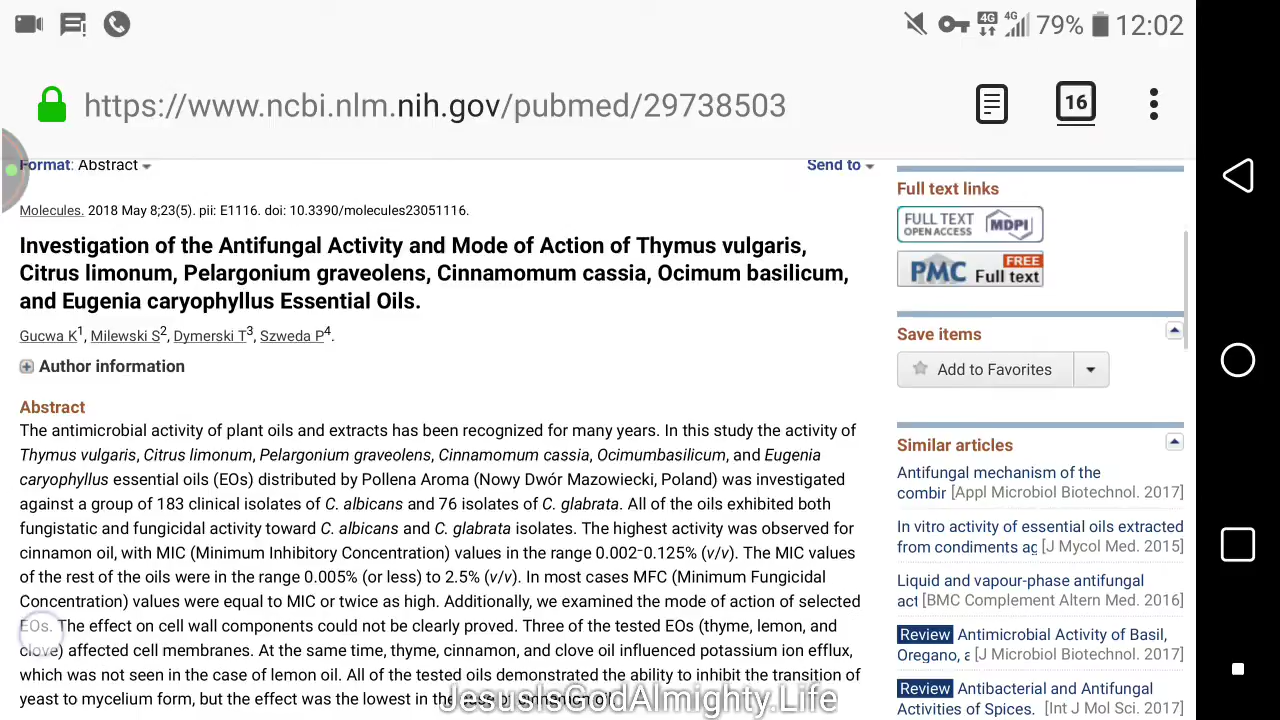 79% 12:02
4G 4G
https://www.ncbi.nlm.nih.gov/pubmed/29738503
16
Format: Abstract
Send to
Molecules. 2018 May 8;23(5). pii: E1116. doi: 10.3390/molecules23051116.
Investigation of the Antifungal Activity and Mode of Action of Thymus vulgaris,
Citrus limonum, Pelargonium graveolens, Cinnamomum cassia, Ocimum basilicum,
and Eugenia caryophyllus Essential Oils.
Gucwa K1, Milewski S2, Dymerski T3, Szweda P4.
Author information
Abstract
The antimicrobial activity of plant oils and extracts has been recognized for many years. In this study the activity of
Thymus vulgaris, Citrus limonum, Pelargonium graveolens, Cinnamomum cassia, Ocimumbasilicum, and Eugenia
caryophyllus essential oils (EOs) distributed by Pollena Aroma (Nowy Dwór Mazowiecki, Poland) was investigated
against a group of 183 clinical isolates of C. albicans and 76 isolates of C. glabrata. All of the oils exhibited both
fungistatic and fungicidal activity toward C. albicans and C. glabrata isolates. The highest activity was observed for
cinnamon oil, with MIC (Minimum Inhibitory Concentration) values in the range 0.002⁻0.125% (v/v). The MIC values
of the rest of the oils were in the range 0.005% (or less) to 2.5% (v/v). In most cases MFC (Minimum Fungicidal
Concentration) values were equal to MIC or twice as high. Additionally, we examined the mode of action of selected
EOs. The effect on cell wall components could not be clearly proved. Three of the tested EOs (thyme, lemon, and
clove) affected cell membranes. At the same time, thyme, cinnamon, and clove oil influenced potassium ion efflux,
which was not seen in the case of lemon oil. All of the tested oils demonstrated the ability to inhibit the transition of
yeast to mycelium form, but the effect was the lowest in the
JesusIsGodAlmighty.Life
Full text links
FULL TEXT
OPEN ACCESS MDPI
PMC FREE
Full text
Save items
Add to Favorites
Similar articles
Antifungal mechanism of the
combir [Appl Microbiol Biotechnol. 2017]
In vitro activity of essential oils extracted
from condiments ag [J Mycol Med. 2015]
Liquid and vapour-phase antifungal
act [BMC Complement Altern Med. 2016]
Review Antimicrobial Activity of Basil,
Oregano, a [J Microbiol Biotechnol. 2017]
Review Antibacterial and Antifungal
Activities of Spices. [Int J Mol Sci. 2017]